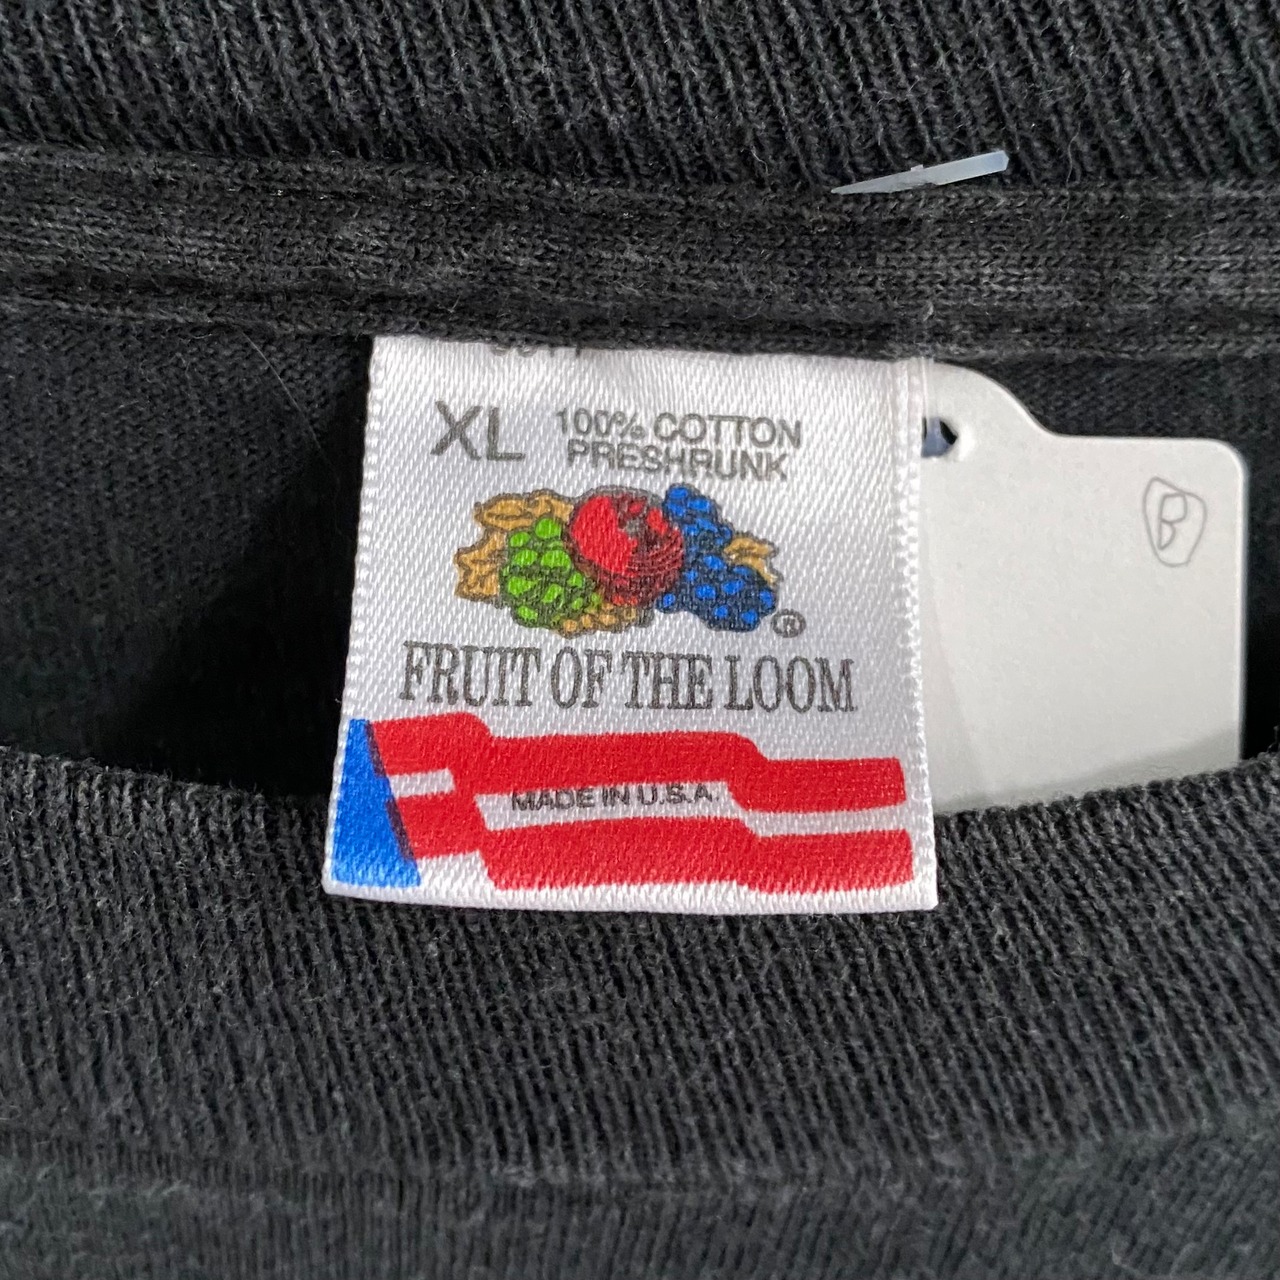 XL 100% COTTON
PRESHRUNK
®
FRUIT OF THE LOOM
MADE IN U.S.A.
B